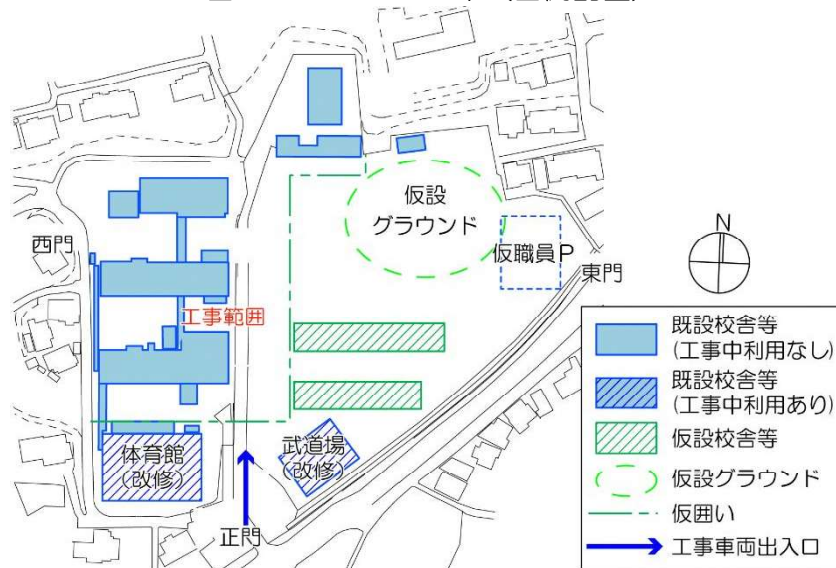 仮設
グラウンド
N
西門
仮職員P
東門
工事範囲
体育館
(改修)
武道場
(改修)
正門
既設校舎等
(工事中利用なし)
既設校舎等
(工事中利用あり)
仮設校舎等
仮設グラウンド
仮囲い
工事車両出入口